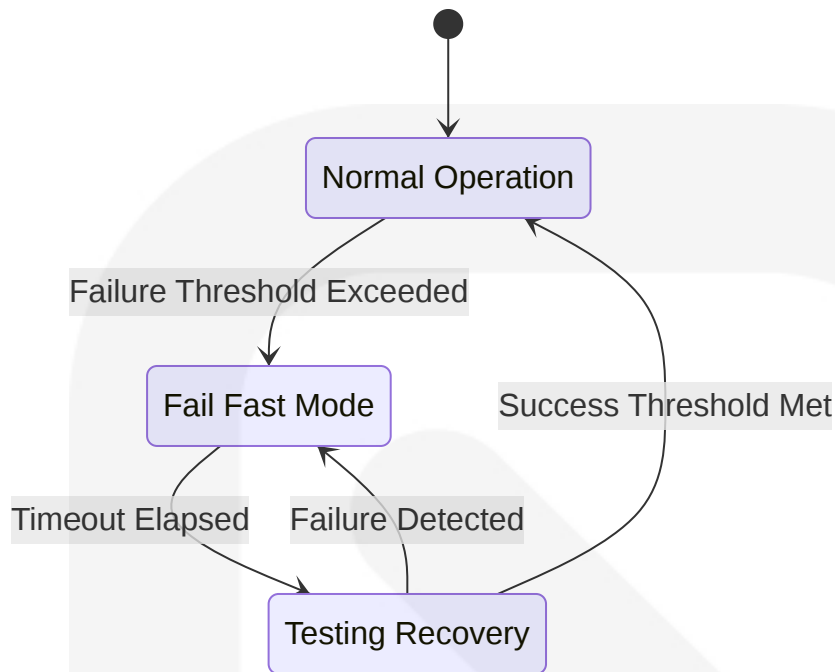 Normal Operation
Failure Threshold Exceeded
Fail Fast Mode
Success Threshold Met
Timeout Elapsed
Failure Detected
Testing Recovery